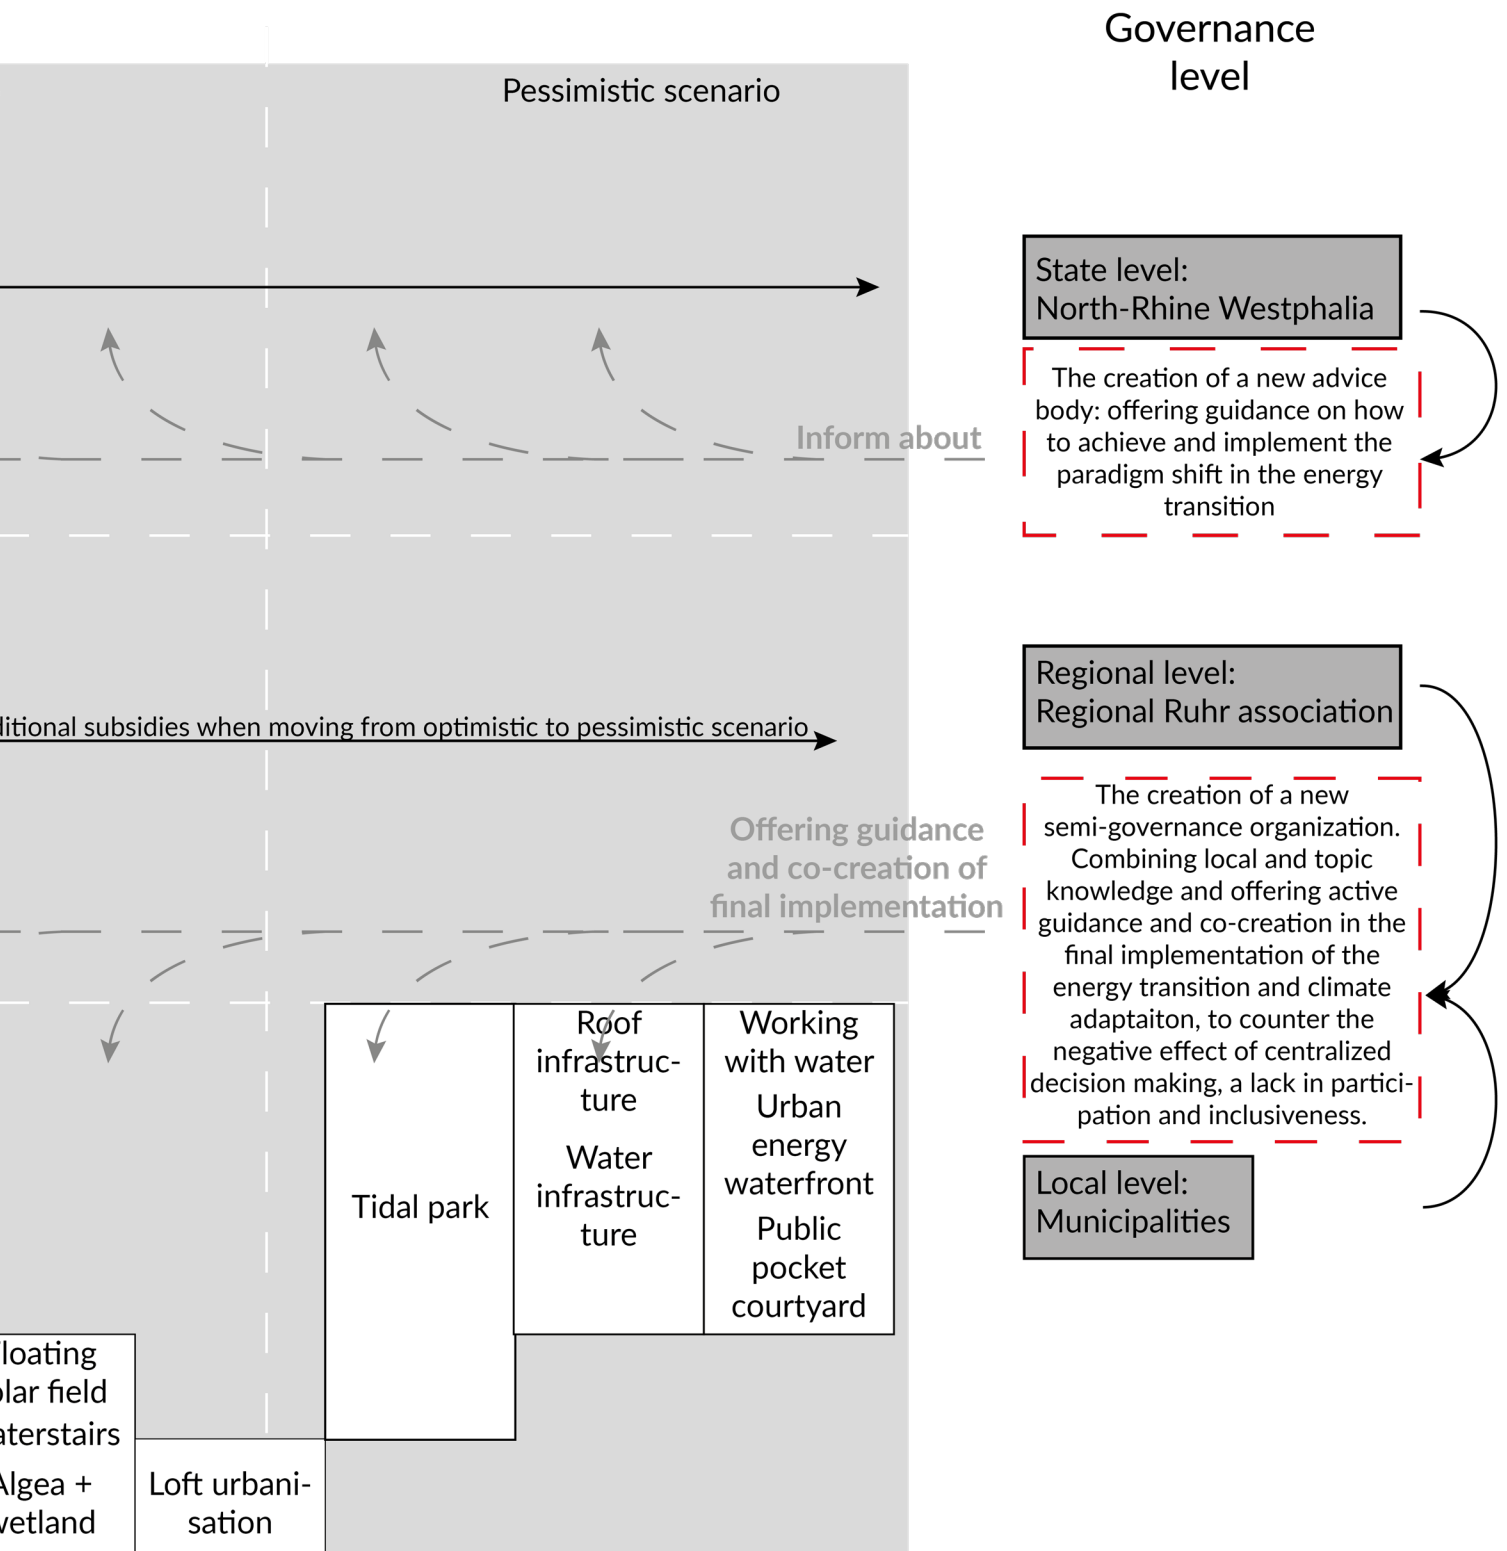 Governance
level
Pessimistic scenario
State level:
North-Rhine Westphalia
The creation of a new advice
body: offering guidance on how
to achieve and implement the
paradigm shift in the energy
transition
Inform about
Regional level:
Regional Ruhr association
ditional subsidies when moving from optimistic to pessimistic scenario
The creation of a new
semi-governance organization.
Combining local and topic
knowledge and offering active
guidance and co-creation in the
final implementation of the
energy transition and climate
adaptaiton, to counter the
negative effect of centralized
decision making, a lack in partici-
pation and inclusiveness.
Offering guidance
and co-creation of
final implementation
Local level:
Municipalities
Tidal park
Roof
infrastruc-
ture
Water
infrastruc-
ture
Working
with water
Urban
energy
waterfront
Public
pocket
courtyard
loating
olar field
aterstairs
Algea +
wetland
Loft urbani-
sation